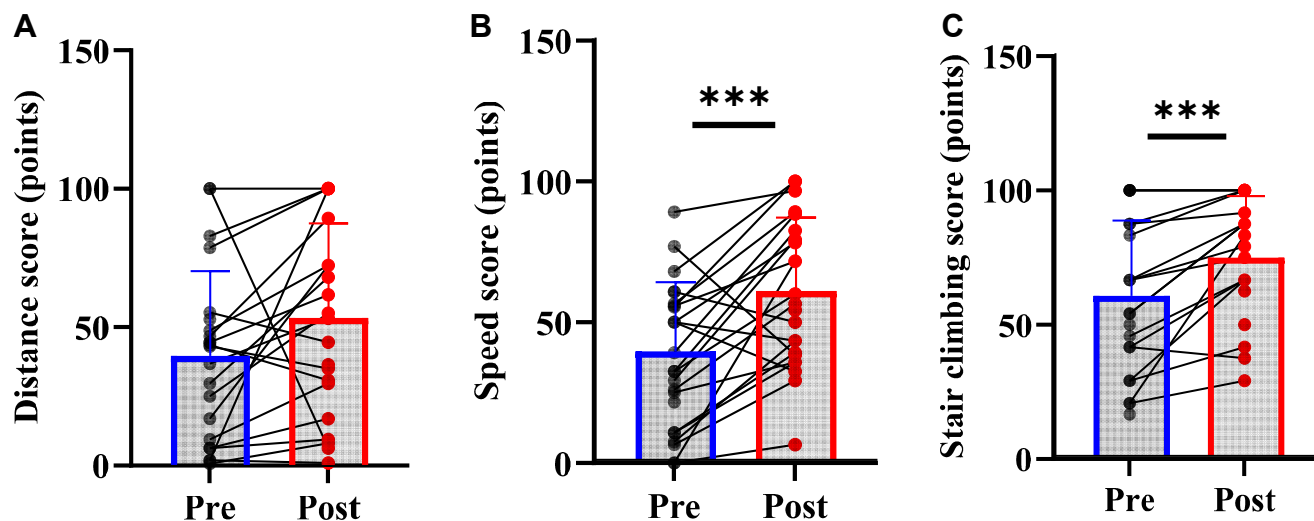 A
Distance score (points)
150
100
50
0
Pre Post
B
Speed score (points)
150
100
50
0
***
Pre Post
C
Stair climbing score (points)
150
100
50
0
***
Pre Post